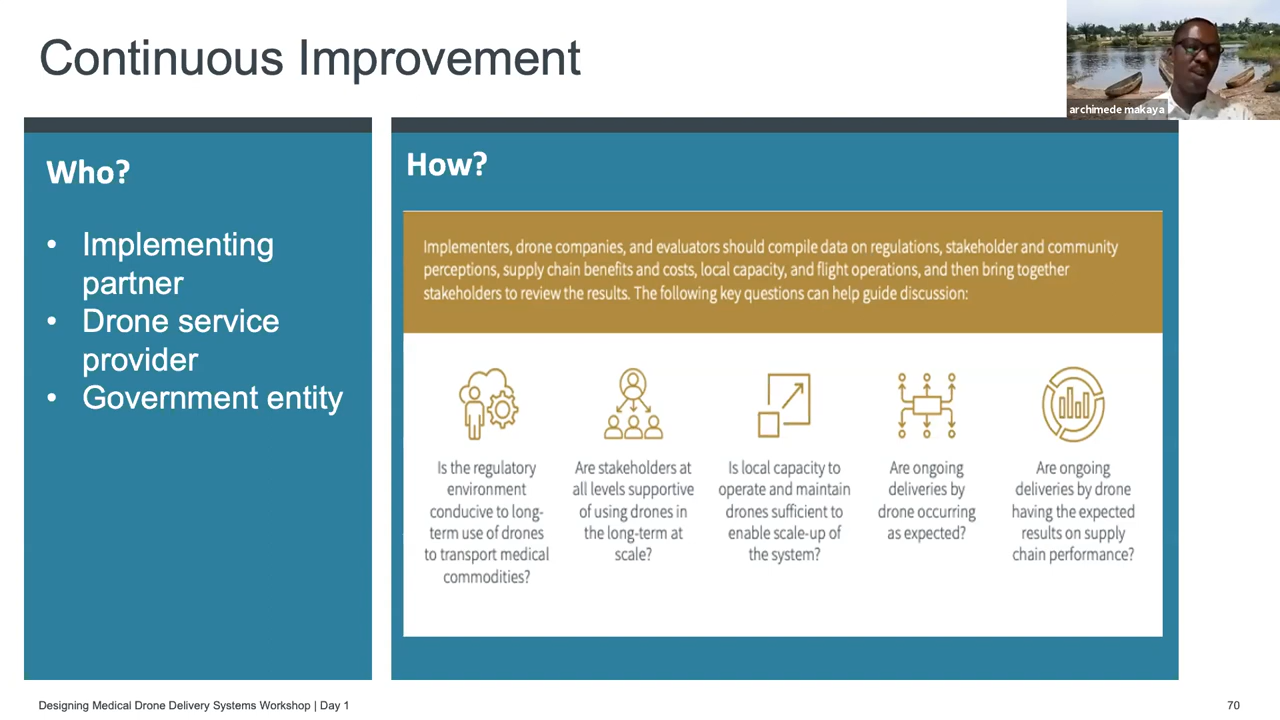 Continuous Improvement
archimede makaya
Who?
• Implementing
partner
• Drone service
provider
• Government entity
How?
Implementers, drone companies, and evaluators should compile data on regulations, stakeholder and community
perceptions, supply chain benefits and costs, local capacity, and flight operations, and then bring together
stakeholders to review the results. The following key questions can help guide discussion:
Is the regulatory
environment
conducive to long-
term use of drones
to transport medical
commodities?
Are stakeholders at
all levels supportive
of using drones in
the long-term at
scale?
Is local capacity to
operate and maintain
drones sufficient to
enable scale-up of
the system?
Are ongoing
deliveries by
drone occurring
as expected?
Are ongoing
deliveries by drone
having the expected
results on supply
chain performance?
Designing Medical Drone Delivery Systems Workshop | Day 1
70